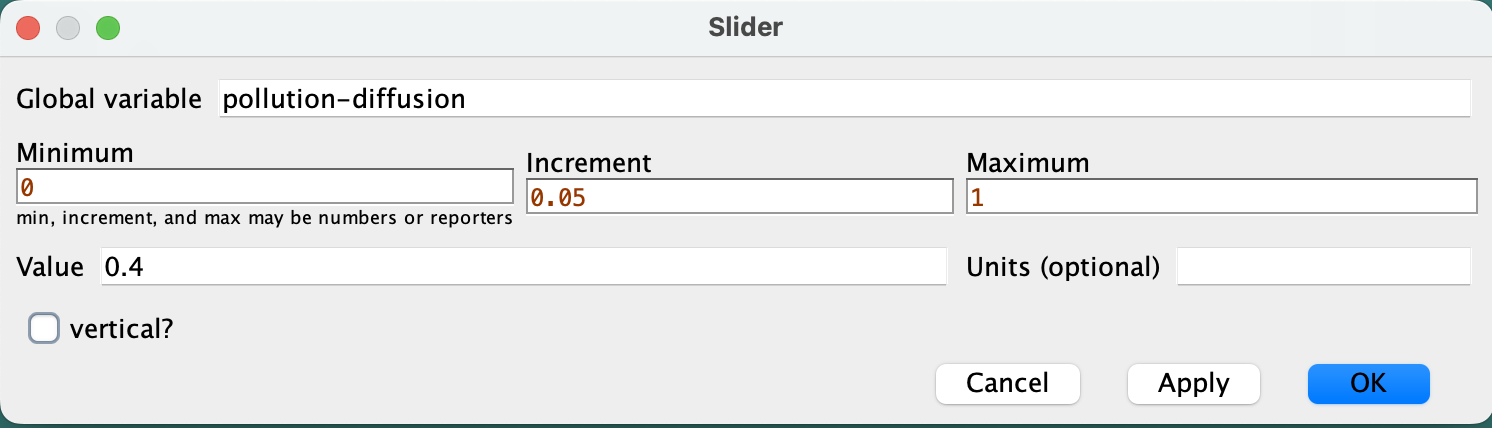 Slider
Global variable pollution-diffusion
Minimum Increment Maximum
0 0.05 1
min, increment, and max may be numbers or reporters
Value 0.4 Units (optional)
vertical?
Cancel Apply OK